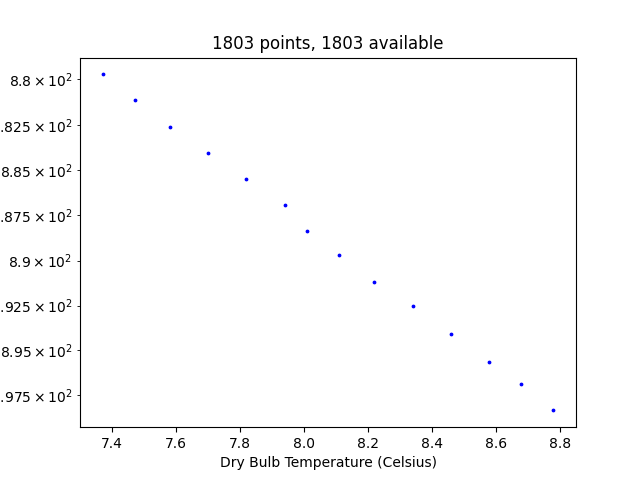 1803 points, 1803 available
8.8 × 10²
.825 × 10²
8.85 × 10²
.875 × 10²
8.9 × 10²
.925 × 10²
8.95 × 10²
.975 × 10²
7.4 7.6 7.8 8.0 8.2 8.4 8.6 8.8
Dry Bulb Temperature (Celsius)